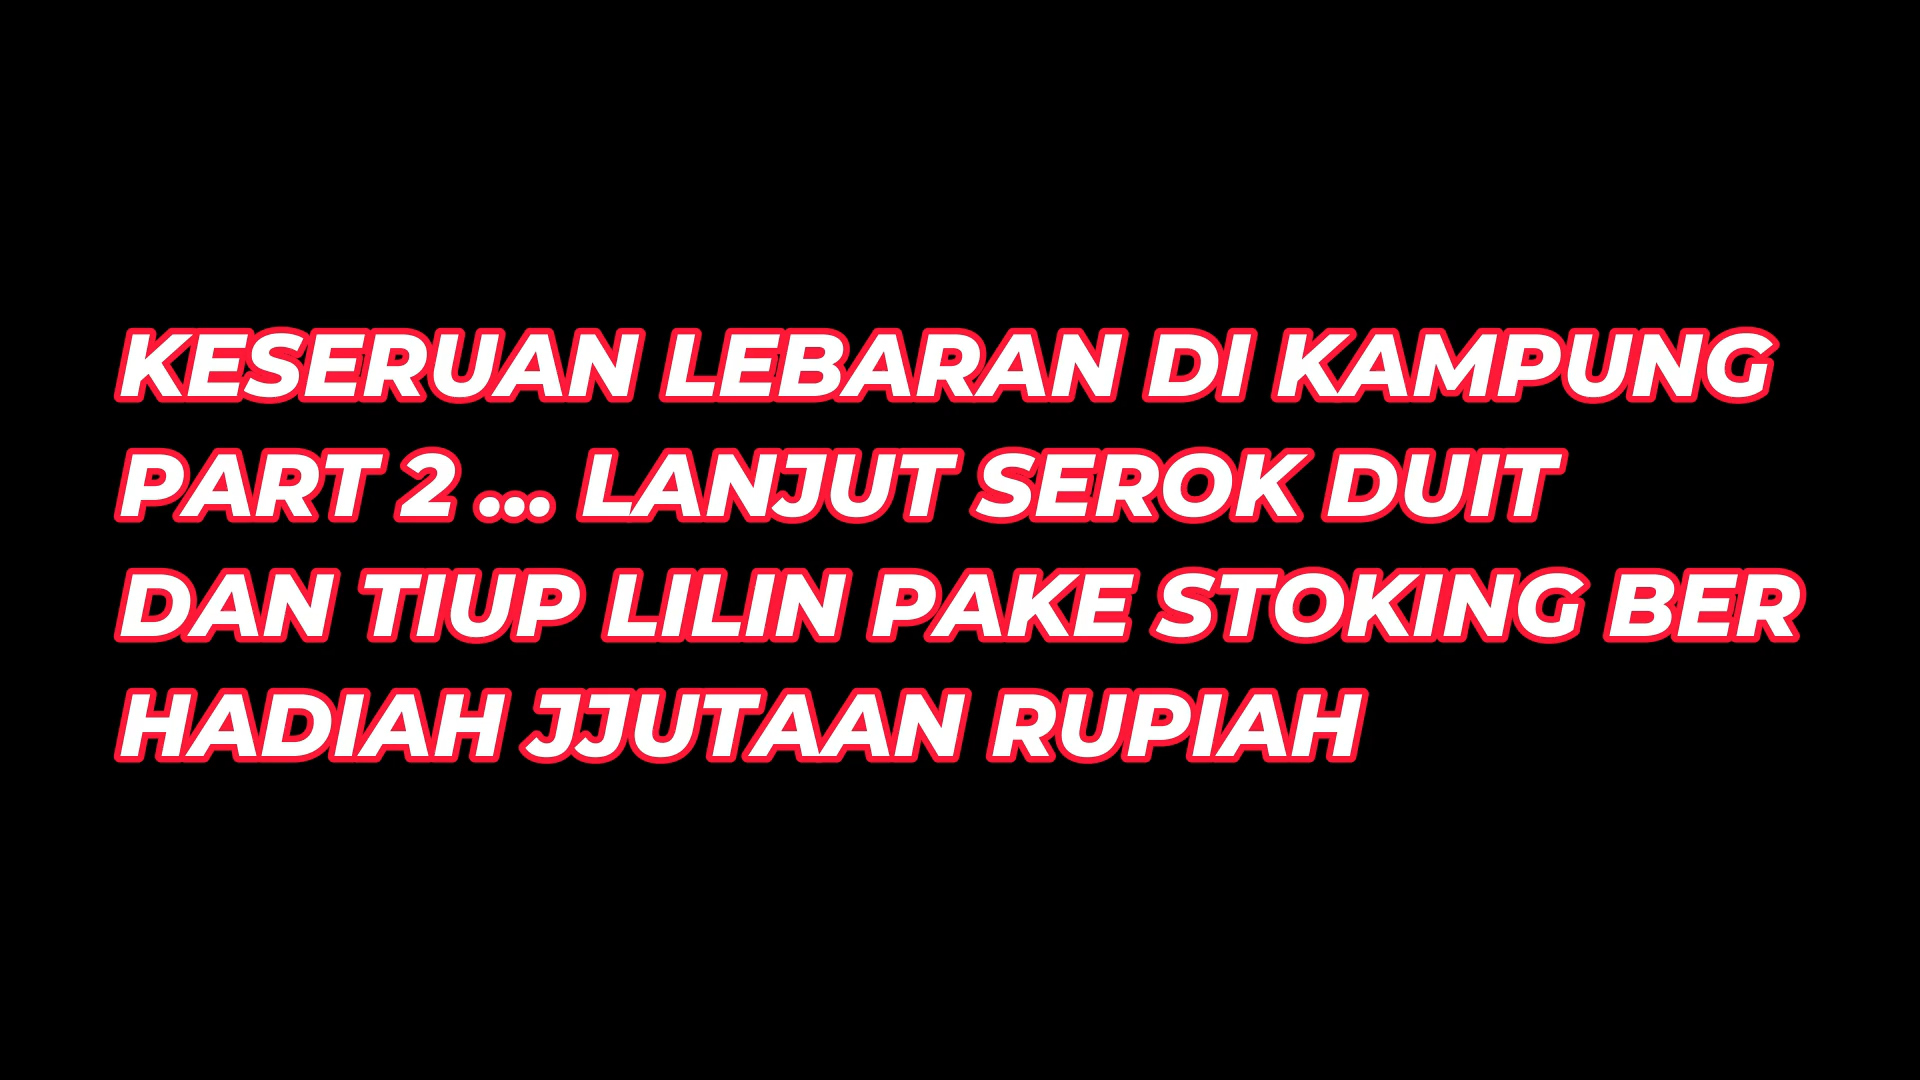 KESERUAN LEBARAN DI KAMPUNG
PART 2 ... LANJUT SEROK DUIT
DAN TIUP LILIN PAKE STOKING BER
HADIAH JJUTAAN RUPIAH